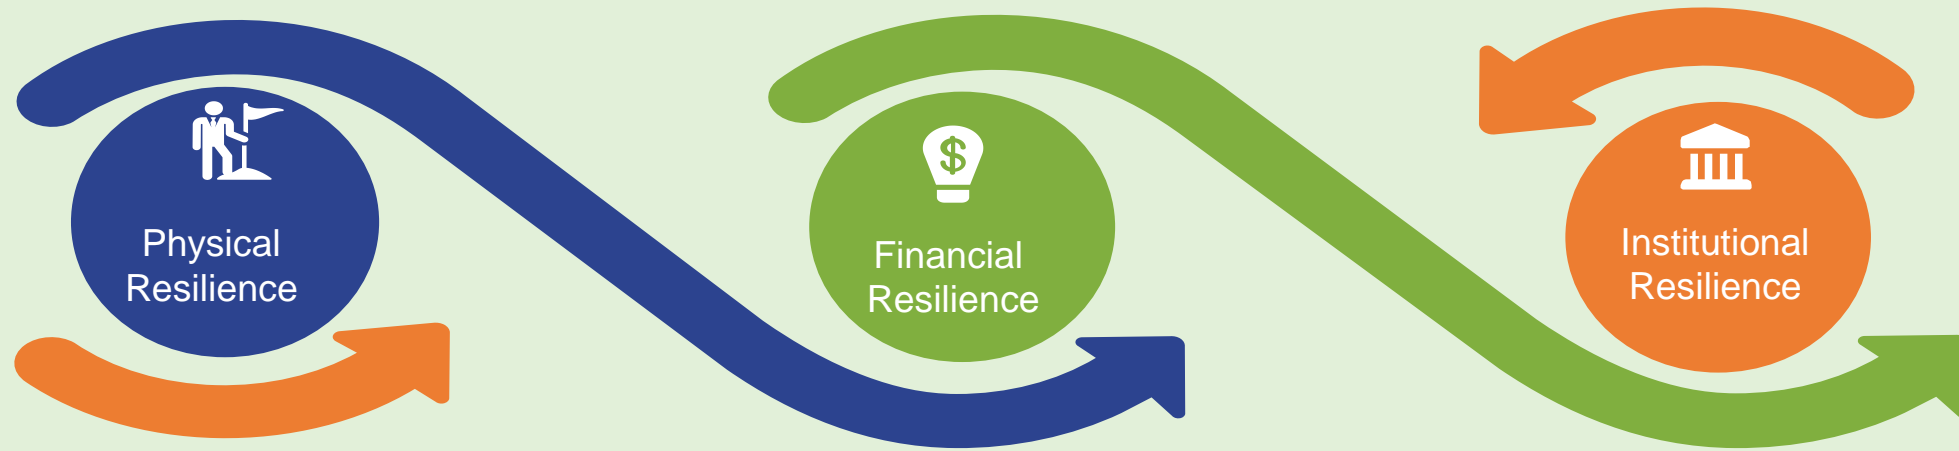 Physical
Resilience
Financial
Resilience
Institutional
Resilience